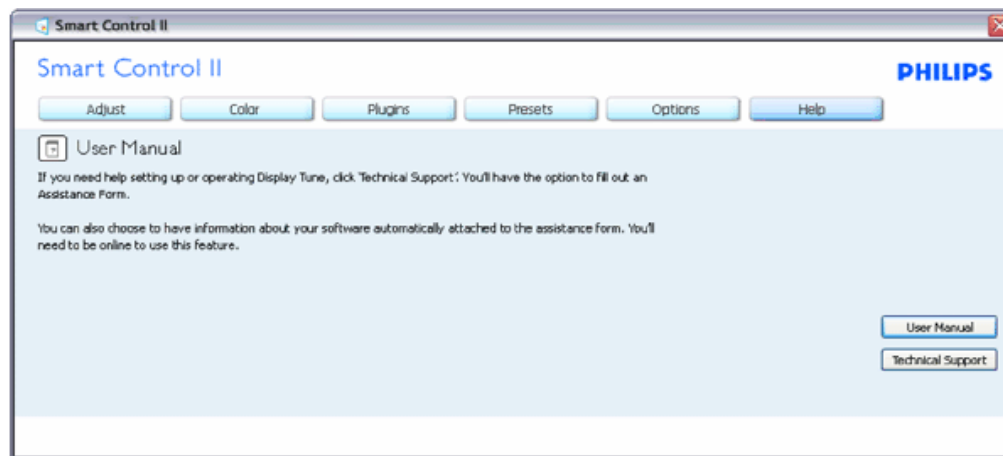 Smart Control II
Smart Control II
PHILIPS
Adjust Color Plugins Presets Options Help
User Manual
If you need help setting up or operating Display Tune, click 'Technical Support'. You'll have the option to fill out an
Assistance Form.
You can also choose to have information about your software automatically attached to the assistance form. You'll
need to be online to use this feature.
User Manual
Technical Support